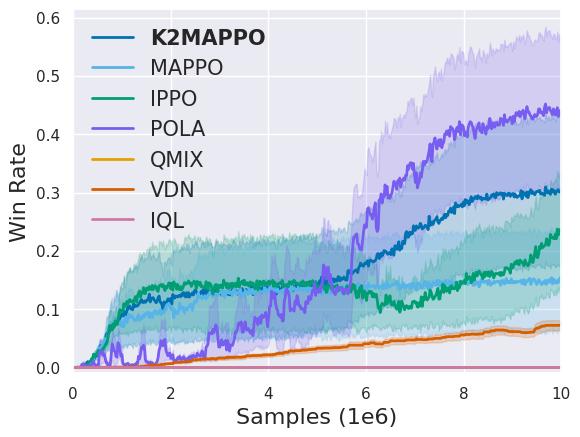 0.6
0.5
0.4
0.3
0.2
0.1
0.0
Win Rate
K2MAPPO
MAPPO
IPPO
POLA
QMIX
VDN
IQL
0 2 4 6 8 10
Samples (1e6)